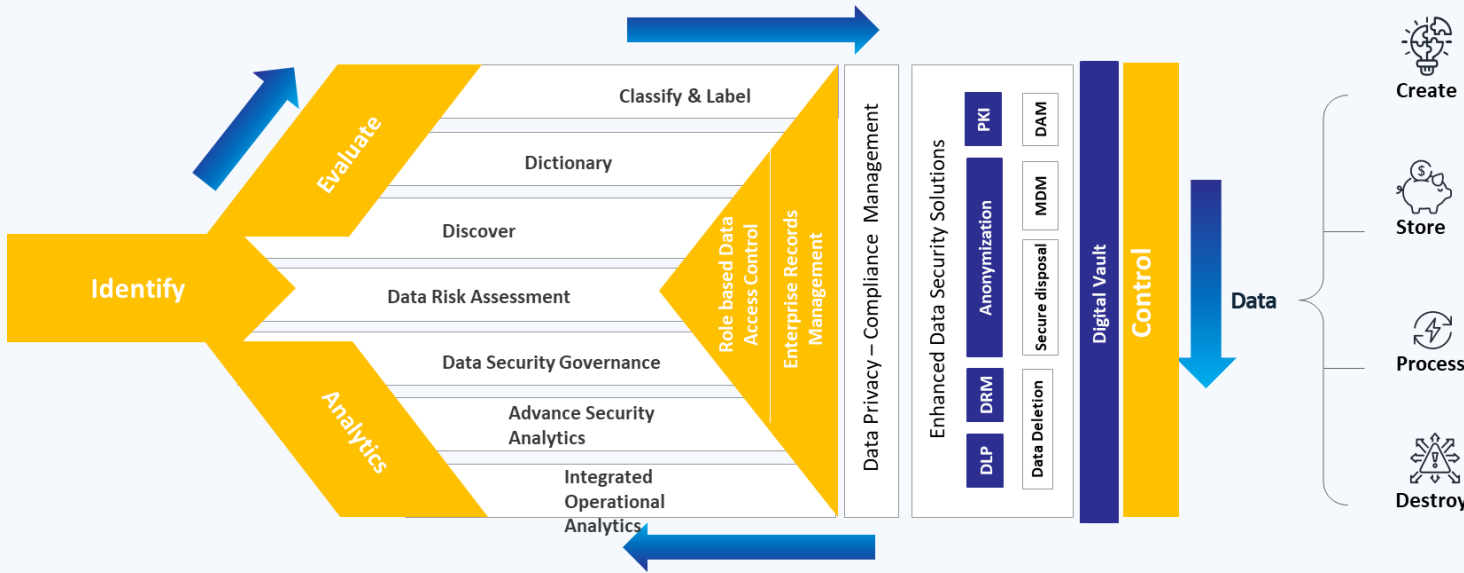 Identify
Evaluate
Analytics
Classify & Label
Dictionary
Discover
Data Risk Assessment
Data Security Governance
Advance Security
Analytics
Integrated
Operational
Analytics
Role based Data
Access Control
Enterprise Records
Management
Data Privacy – Compliance Management
Enhanced Data Security Solutions
PKI
Anonymization
DRM
DLP
DAM
MDM
Secure disposal
Data Deletion
Digital Vault
Control
Data
Create
Store
Process
Destroy